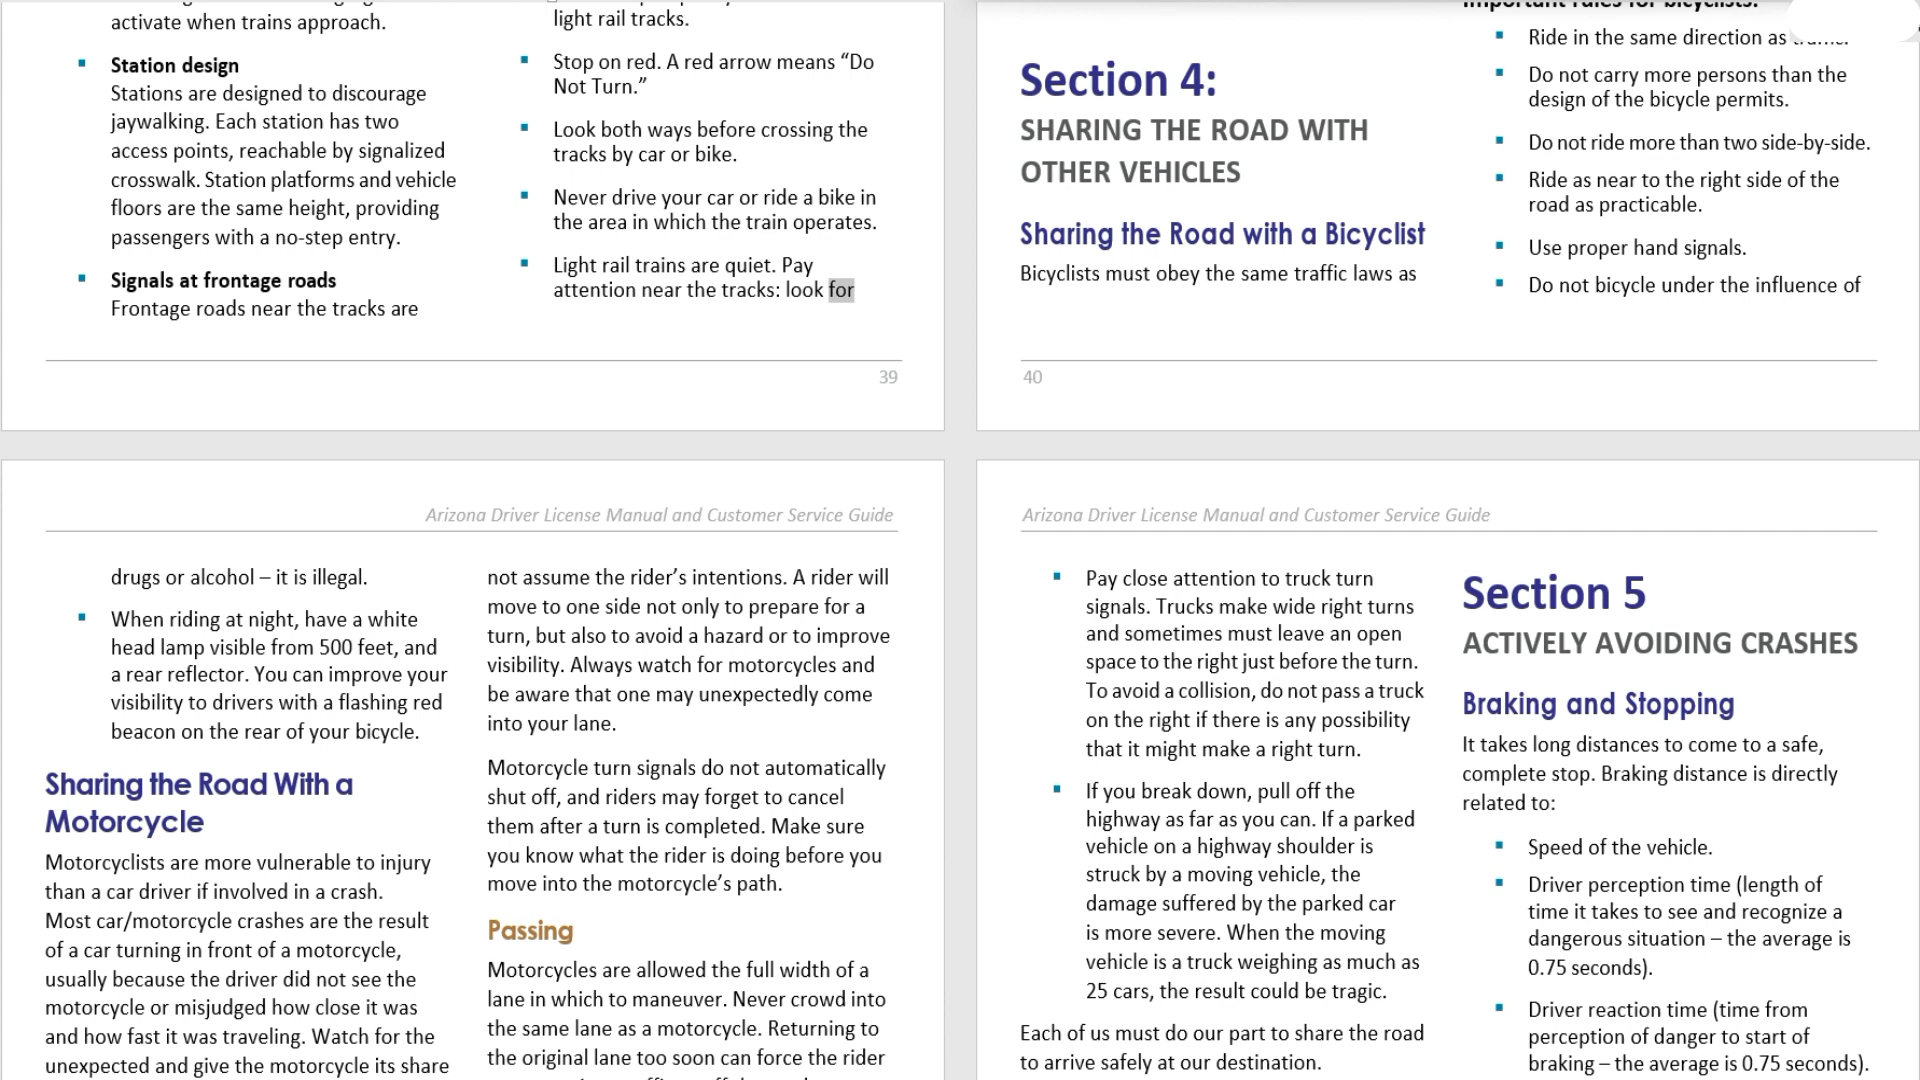 activate when trains approach.
Station design
Stations are designed to discourage
jaywalking. Each station has two
access points, reachable by signalized
crosswalk. Station platforms and vehicle
floors are the same height, providing
passengers with a no-step entry.
Signals at frontage roads
Frontage roads near the tracks are
light rail tracks.
Stop on red. A red arrow means “Do
Not Turn.”
Look both ways before crossing the
tracks by car or bike.
Never drive your car or ride a bike in
the area in which the train operates.
Light rail trains are quiet. Pay
attention near the tracks: look for
39
Section 4:
SHARING THE ROAD WITH
OTHER VEHICLES
Sharing the Road with a Bicyclist
Bicyclists must obey the same traffic laws as
Important rules for bicyclists:
Ride in the same direction as traffic.
Do not carry more persons than the
design of the bicycle permits.
Do not ride more than two side-by-side.
Ride as near to the right side of the
road as practicable.
Use proper hand signals.
Do not bicycle under the influence of
40
Arizona Driver License Manual and Customer Service Guide
drugs or alcohol – it is illegal.
When riding at night, have a white
head lamp visible from 500 feet, and
a rear reflector. You can improve your
visibility to drivers with a flashing red
beacon on the rear of your bicycle.
Sharing the Road With a
Motorcycle
Motorcyclists are more vulnerable to injury
than a car driver if involved in a crash.
Most car/motorcycle crashes are the result
of a car turning in front of a motorcycle,
usually because the driver did not see the
motorcycle or misjudged how close it was
and how fast it was traveling. Watch for the
unexpected and give the motorcycle its share
not assume the rider’s intentions. A rider will
move to one side not only to prepare for a
turn, but also to avoid a hazard or to improve
visibility. Always watch for motorcycles and
be aware that one may unexpectedly come
into your lane.
Motorcycle turn signals do not automatically
shut off, and riders may forget to cancel
them after a turn is completed. Make sure
you know what the rider is doing before you
move into the motorcycle’s path.
Passing
Motorcycles are allowed the full width of a
lane in which to maneuver. Never crowd into
the same lane as a motorcycle. Returning to
the original lane too soon can force the rider
Arizona Driver License Manual and Customer Service Guide
Pay close attention to truck turn
signals. Trucks make wide right turns
and sometimes must leave an open
space to the right just before the turn.
To avoid a collision, do not pass a truck
on the right if there is any possibility
that it might make a right turn.
If you break down, pull off the
highway as far as you can. If a parked
vehicle on a highway shoulder is
struck by a moving vehicle, the
damage suffered by the parked car
is more severe. When the moving
vehicle is a truck weighing as much as
25 cars, the result could be tragic.
Each of us must do our part to share the road
to arrive safely at our destination.
Section 5
ACTIVELY AVOIDING CRASHES
Braking and Stopping
It takes long distances to come to a safe,
complete stop. Braking distance is directly
related to:
Speed of the vehicle.
Driver perception time (length of
time it takes to see and recognize a
dangerous situation – the average is
0.75 seconds).
Driver reaction time (time from
perception of danger to start of
braking – the average is 0.75 seconds).